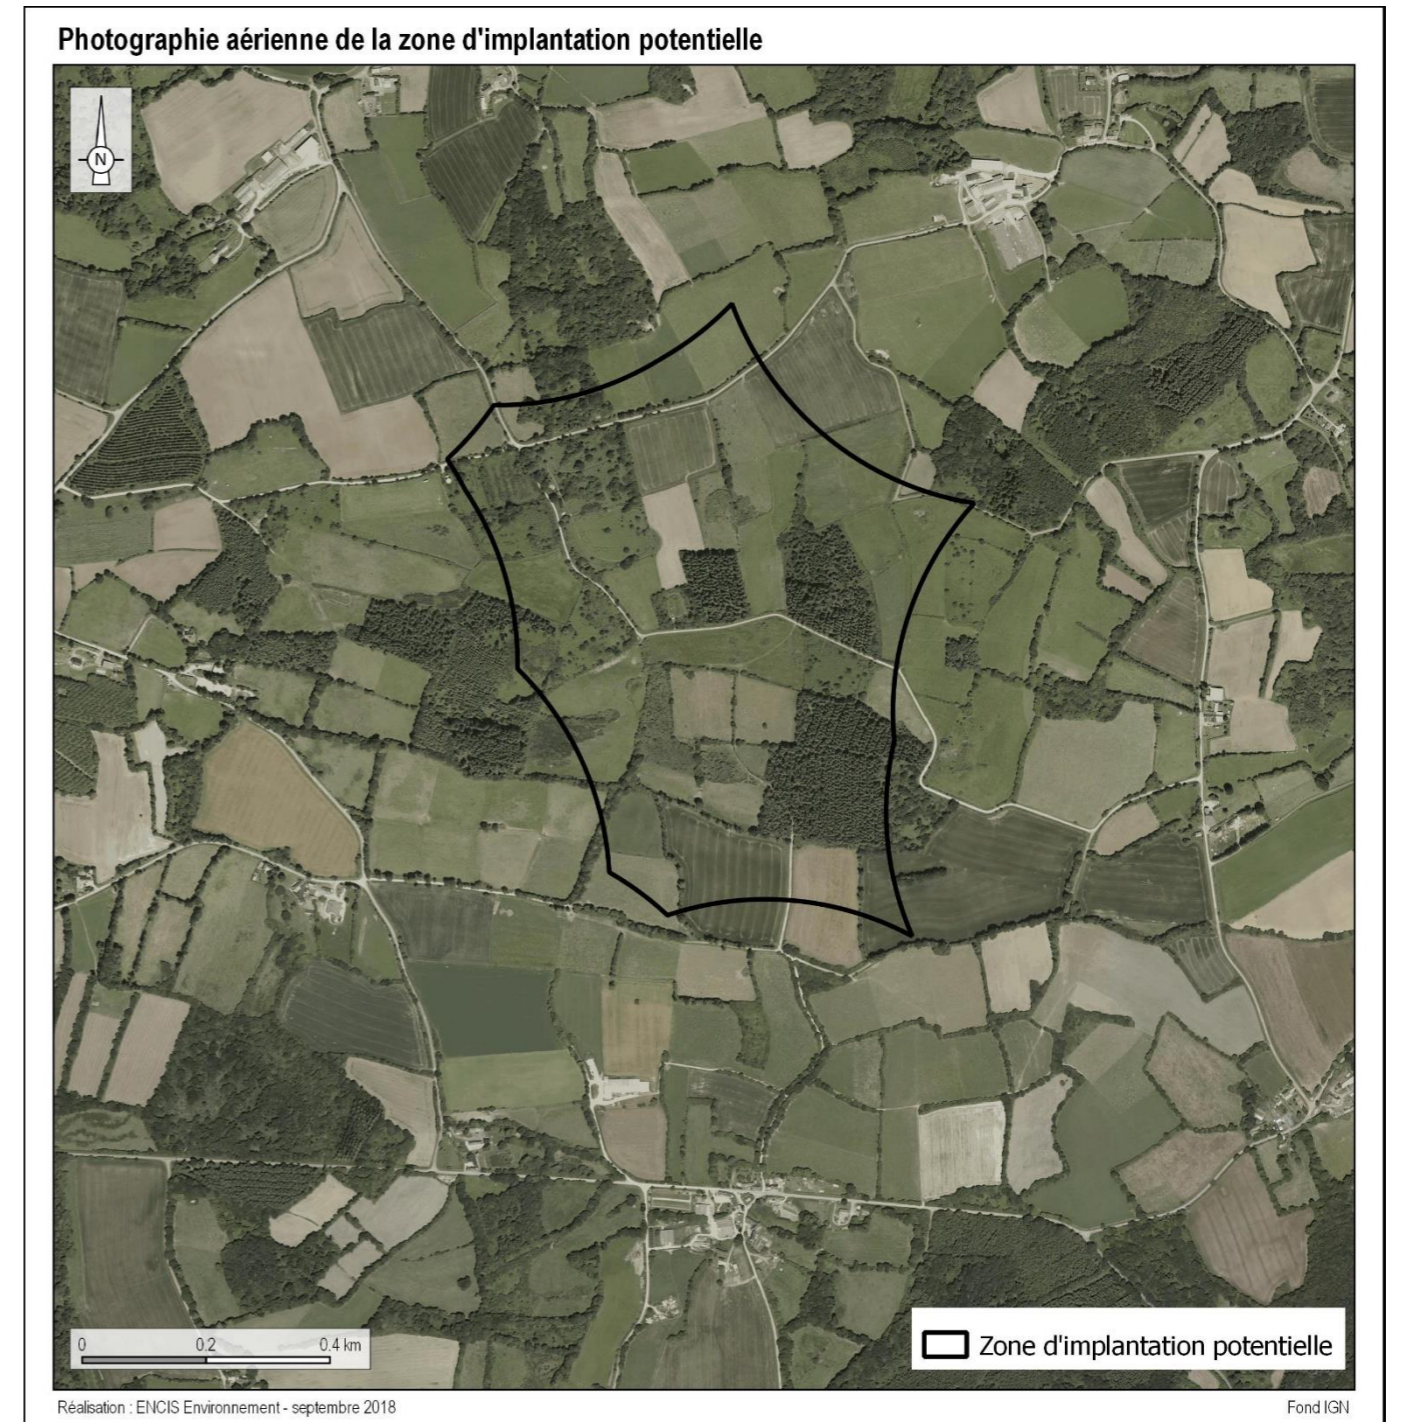 Photographie aérienne de la zone d'implantation potentielle
N
0 0.2 0.4 km
Zone d'implantation potentielle
Réalisation : ENCIS Environnement - septembre 2018 Fond IGN